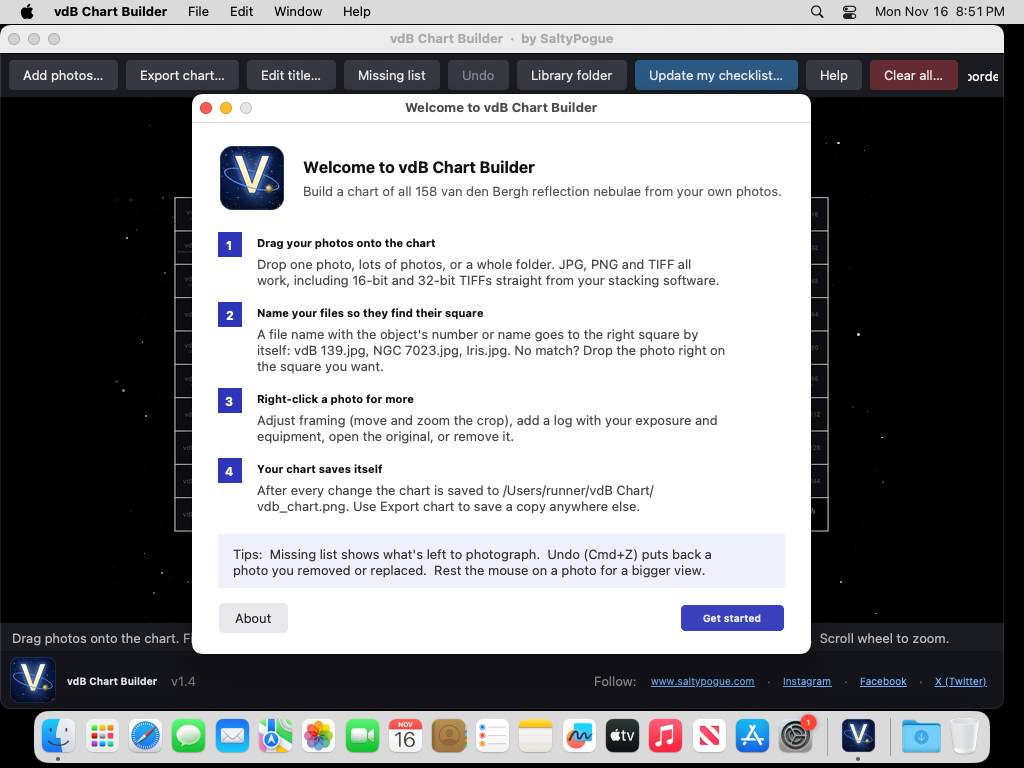 vdB Chart Builder File Edit Window Help Mon Nov 16 8:51 PM
vdB Chart Builder · by SaltyPogue
Add photos... Export chart... Edit title... Missing list Undo Library folder Update my checklist... Help Clear all...
Welcome to vdB Chart Builder
Welcome to vdB Chart Builder
Build a chart of all 158 van den Bergh reflection nebulae from your own photos.
1 Drag your photos onto the chart
Drop one photo, lots of photos, or a whole folder. JPG, PNG and TIFF all
work, including 16-bit and 32-bit TIFFs straight from your stacking software.
2 Name your files so they find their square
A file name with the object's number or name goes to the right square by
itself: vdB 139.jpg, NGC 7023.jpg, Iris.jpg. No match? Drop the photo right on
the square you want.
3 Right-click a photo for more
Adjust framing (move and zoom the crop), add a log with your exposure and
equipment, open the original, or remove it.
4 Your chart saves itself
After every change the chart is saved to /Users/runner/vdB Chart/
vdb_chart.png. Use Export chart to save a copy anywhere else.
Tips: Missing list shows what's left to photograph. Undo (Cmd+Z) puts back a
photo you removed or replaced. Rest the mouse on a photo for a bigger view.
About Get started
Drag photos onto the chart. Scroll wheel to zoom.
V vdB Chart Builder v1.4 Follow: www.saltypogue.com · Instagram · Facebook · X (Twitter)
NOV
16
tv
1